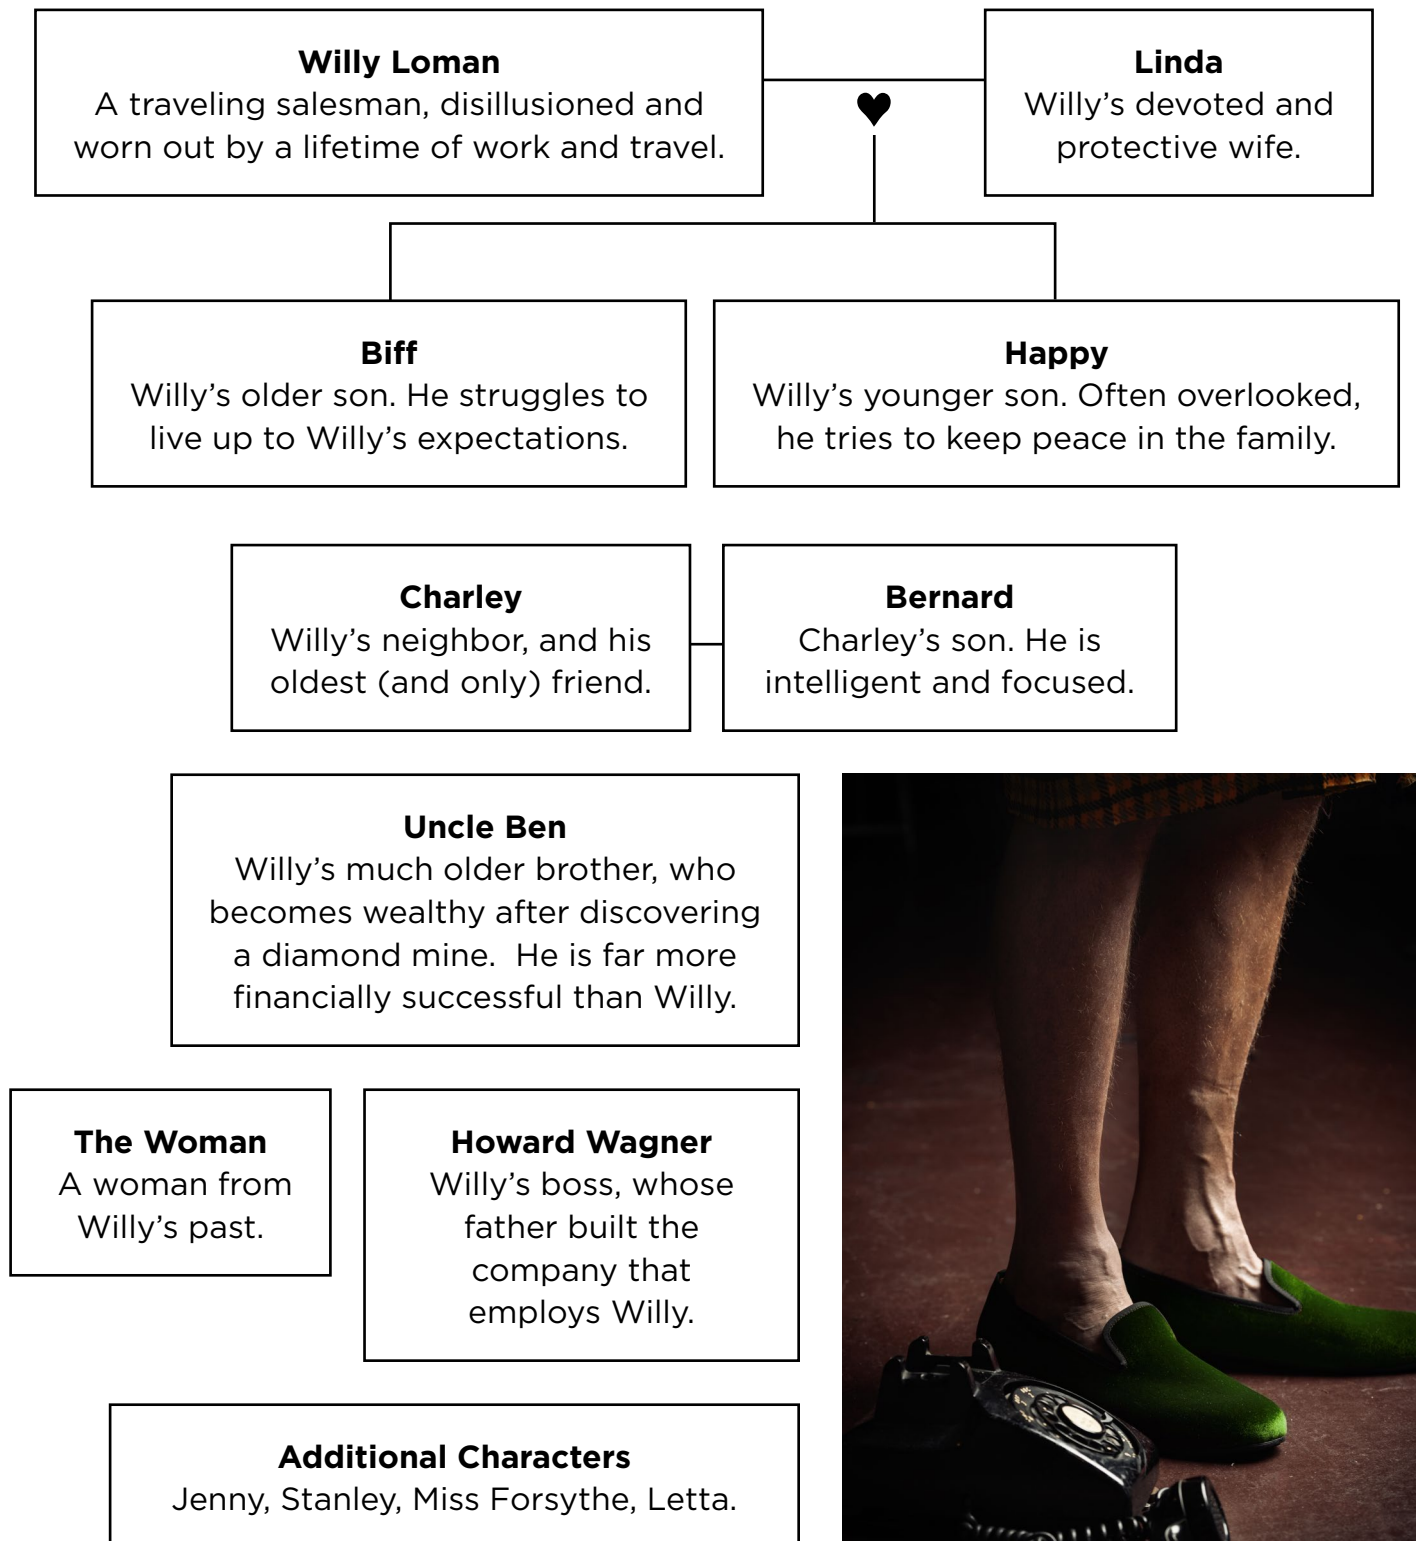 Willy Loman
A traveling salesman, disillusioned and
worn out by a lifetime of work and travel.
Linda
Willy’s devoted and
protective wife.
Biff
Willy’s older son. He struggles to
live up to Willy’s expectations.
Happy
Willy’s younger son. Often overlooked,
he tries to keep peace in the family.
Charley
Willy’s neighbor, and his
oldest (and only) friend.
Bernard
Charley’s son. He is
intelligent and focused.
Uncle Ben
Willy’s much older brother, who
becomes wealthy after discovering
a diamond mine.  He is far more
financially successful than Willy.
The Woman
A woman from
Willy’s past.
Howard Wagner
Willy’s boss, whose
father built the
company that
employs Willy.
Additional Characters
Jenny, Stanley, Miss Forsythe, Letta.